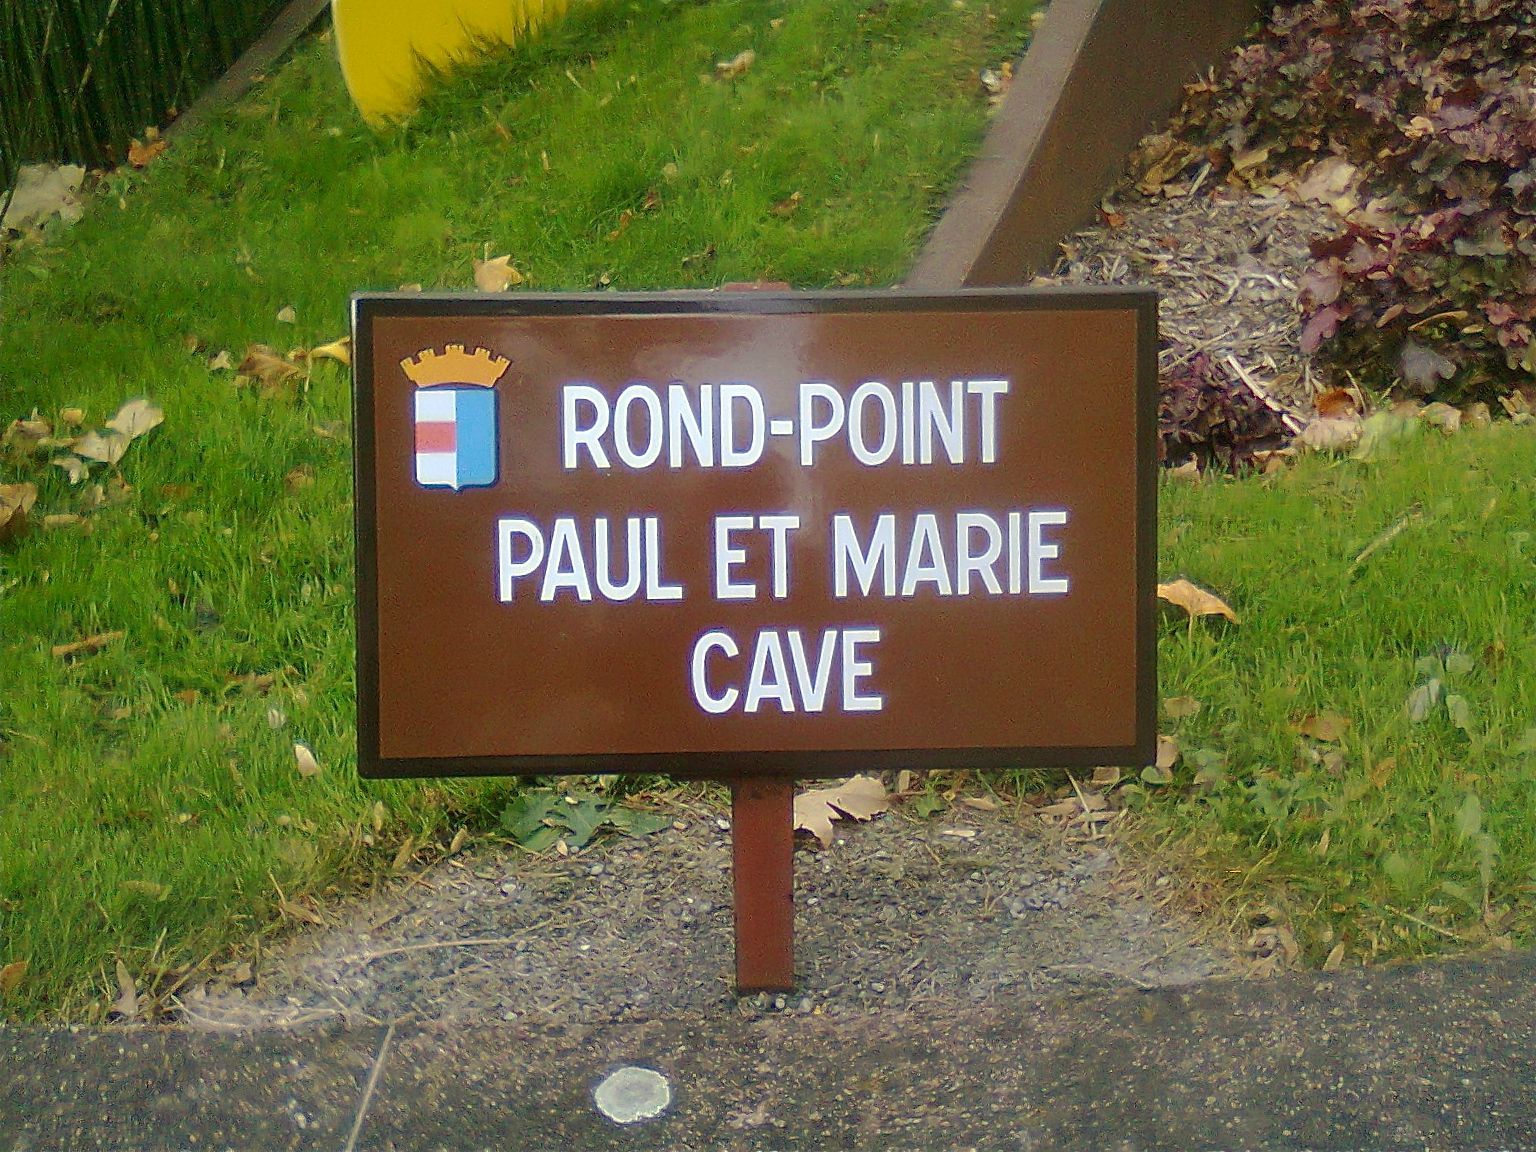 ROND-POINT
PAUL ET MARIE
CAVE